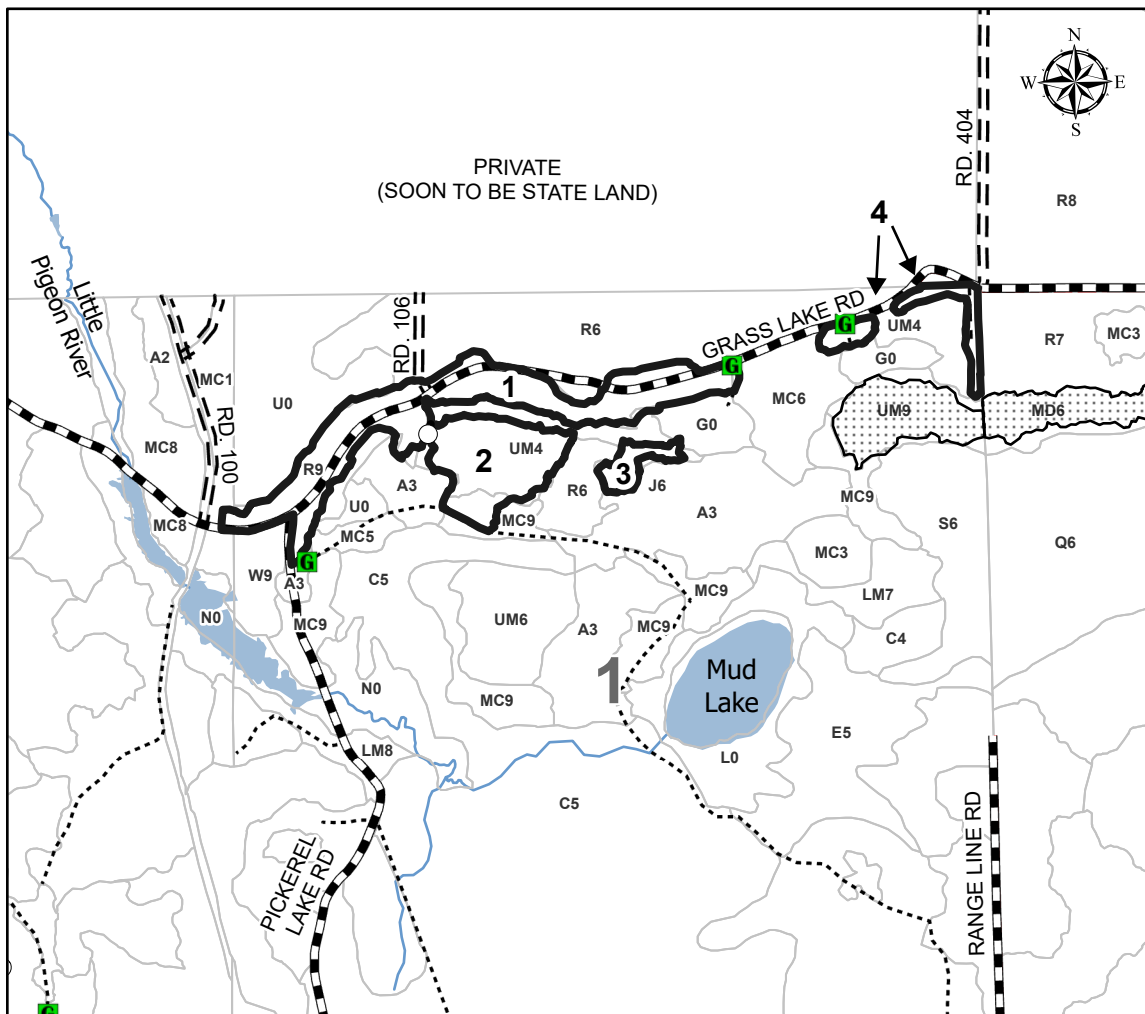 N
W E
S
RD. 404
PRIVATE
(SOON TO BE STATE LAND)
R8
4
Little
Pigeon River
A2
MC1
RD. 100
U0
RD. 106
R6
GRASS LAKE RD
G
UM4
G0
R7
MC3
G
MC6
1
G0
UM9
MD6
MC8
R9
2
UM4
3
A3
R6
J6
U0
MC9
A3
MC9
S6
MC8
MC5
MC3
Q6
G
W9
A3
C5
MC9
LM7
N0
MC9
UM6
A3
MC9
C4
1
Mud
Lake
N0
MC9
E5
LM8
L0
C5
PICKEREL
LAKE RD
RANGE LINE RD
G